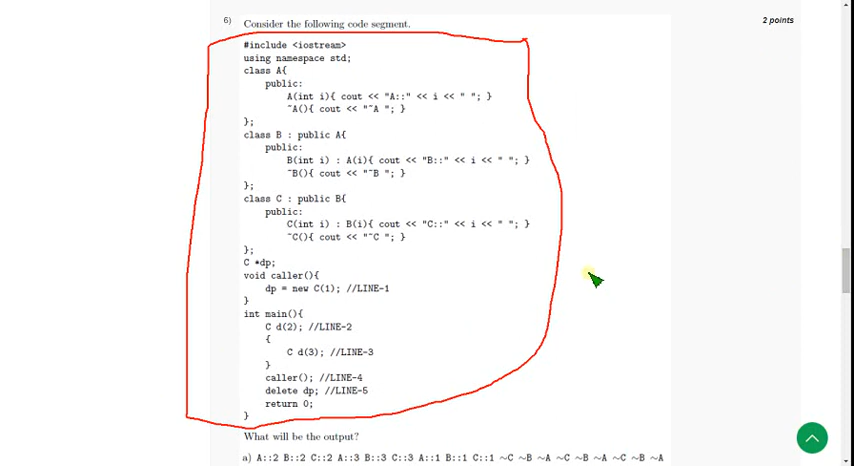 6) Consider the following code segment. 2 points
#include <iostream>
using namespace std;
class A{
public:
A(int i){ cout << "A::" << i << " "; }
~A(){ cout << "~A "; }
};
class B : public A{
public:
B(int i) : A(i){ cout << "B::" << i << " "; }
~B(){ cout << "~B "; }
};
class C : public B{
public:
C(int i) : B(i){ cout << "C::" << i << " "; }
~C(){ cout << "~C "; }
};
C *dp;
void caller(){
dp = new C(1); //LINE-1
}
int main(){
C d(2); //LINE-2
{
C d(3); //LINE-3
}
caller(); //LINE-4
delete dp; //LINE-5
return 0;
}
What will be the output?
a) A::2 B::2 C::2 A::3 B::3 C::3 A::1 B::1 C::1 ~C ~B ~A ~C ~B ~A ~C ~B ~A